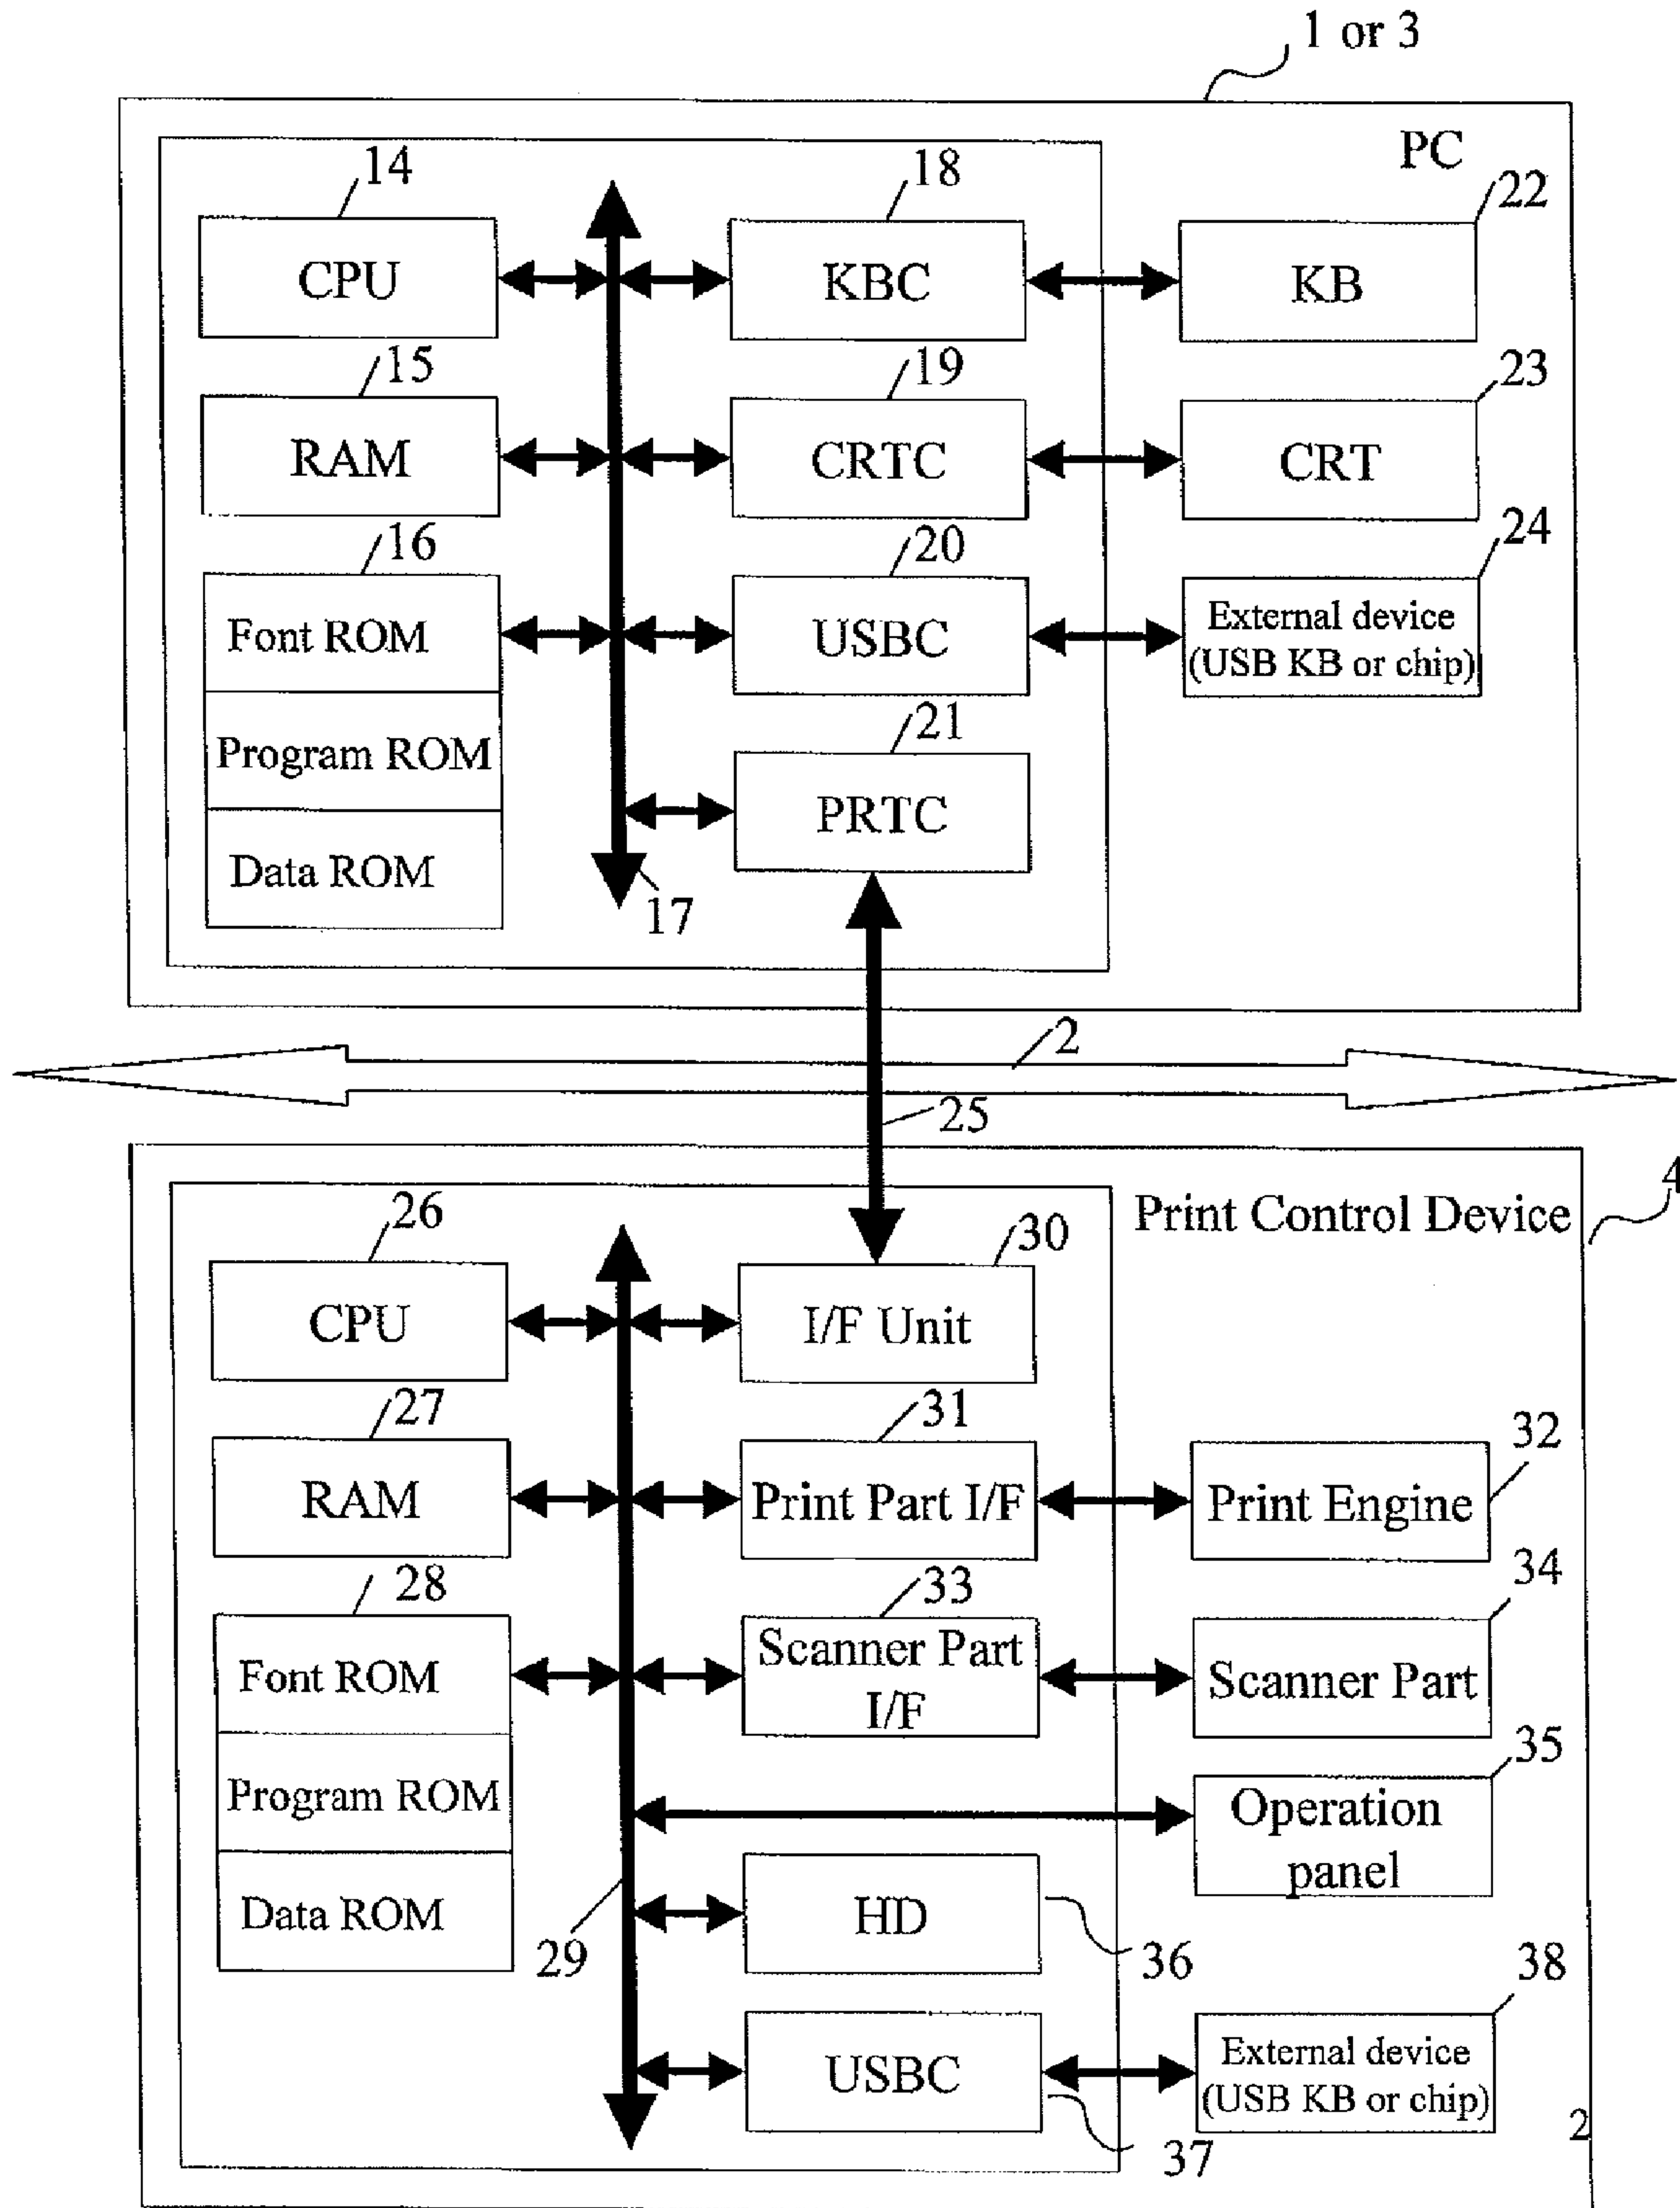 1 or 3
PC
14
18
22
CPU
KBC
KB
15
19
23
RAM
CRTC
CRT
16
20
24
Font ROM
USBC
External device
(USB KB or chip)
21
Program ROM
PRTC
Data ROM
17
2
25
4
Print Control Device
26
30
CPU
I/F Unit
27
31
32
RAM
Print Part I/F
Print Engine
28
33
34
Font ROM
Scanner Part
I/F
Scanner Part
35
Program ROM
Operation
panel
Data ROM
HD
29
36
38
USBC
External device
(USB KB or chip)
2
37